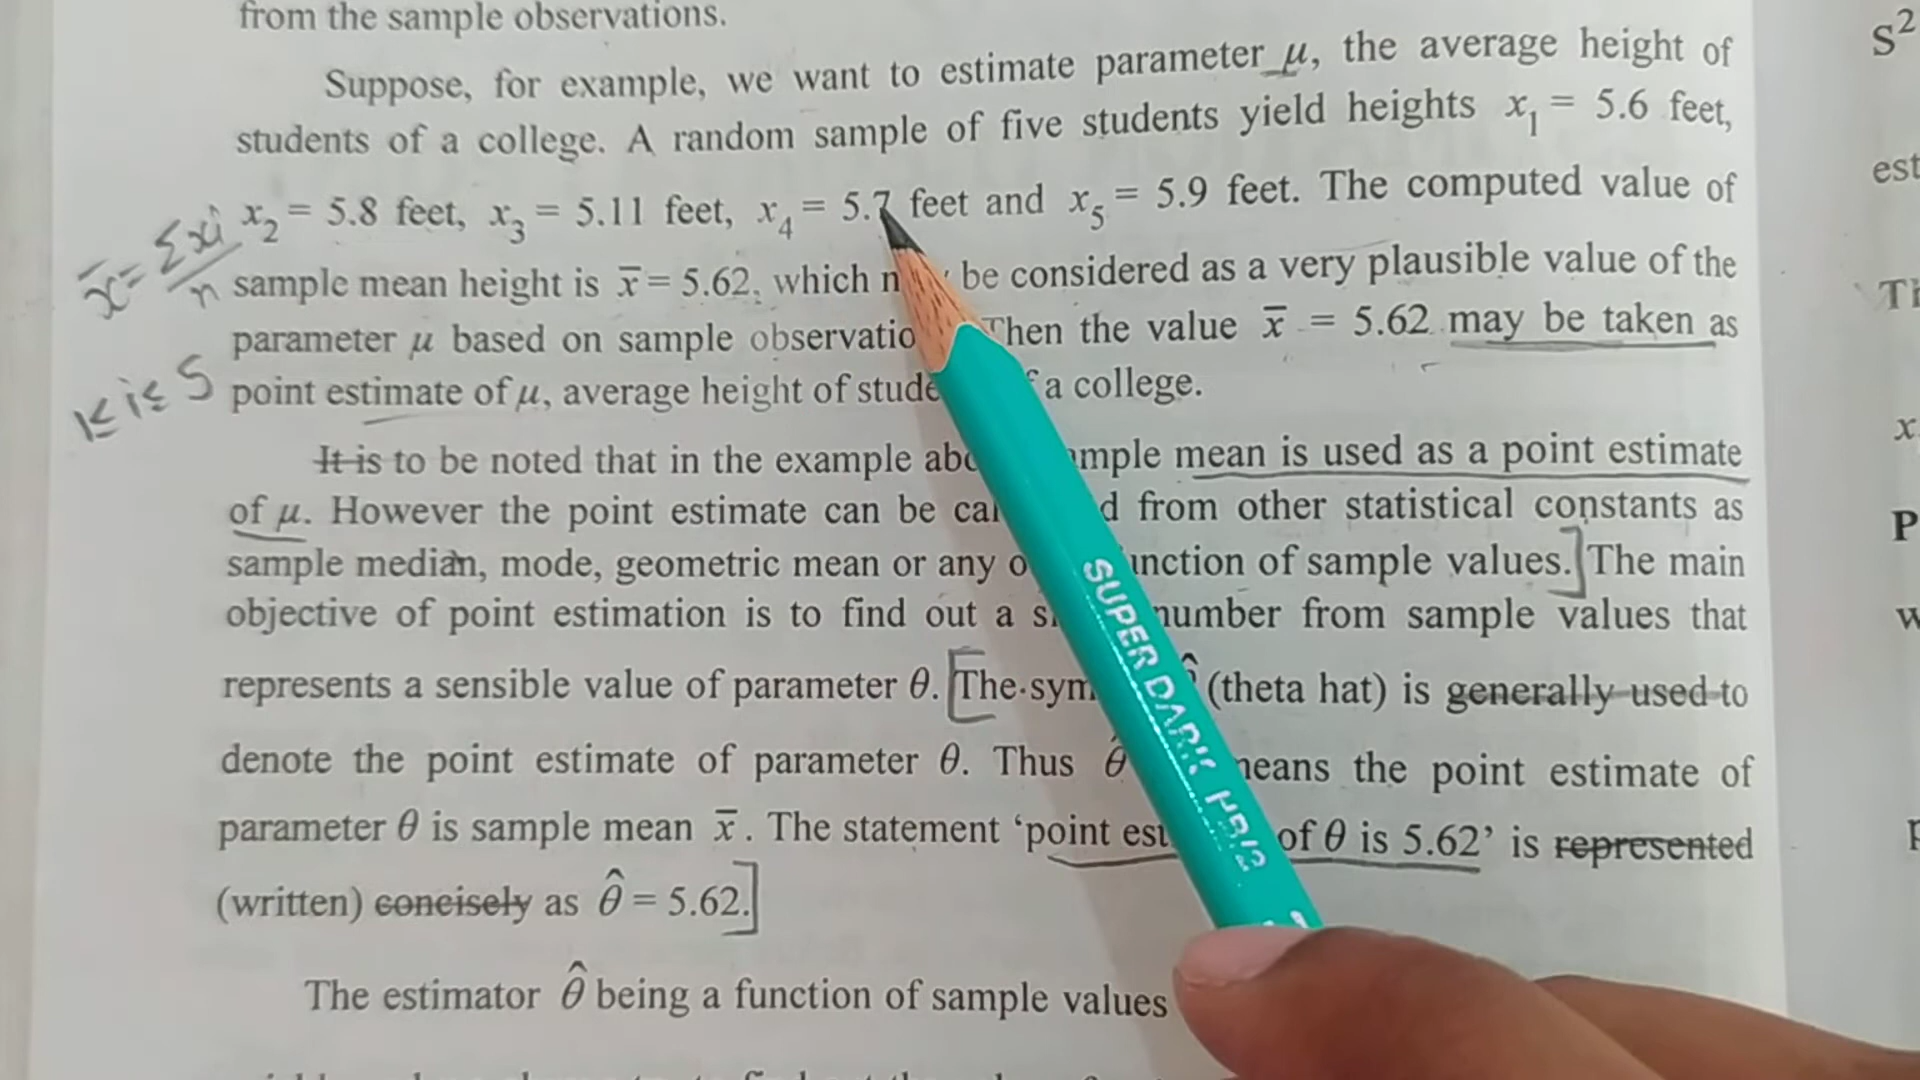 from the sample observations.
Suppose, for example, we want to estimate parameter μ, the average height of
students of a college. A random sample of five students yield heights x₁ = 5.6 feet,
x₂ = 5.8 feet, x₃ = 5.11 feet, x₄ = 5.7 feet and x₅ = 5.9 feet. The computed value of
x̄ = Σxi/n
sample mean height is x̄ = 5.62, which be considered as a very plausible value of the
parameter μ based on sample Then the value x̄ = 5.62 may be taken as
point estimate of μ, average height of a college.
It is to be noted that in the example mean is used as a point estimate
of μ. However the point estimate can be from other statistical constants as
sample median, mode, geometric mean or any of sample values.] The main
objective of point estimation is to find out a number from sample values that
represents a sensible value of parameter θ. [The (theta hat) is generally used to
denote the point estimate of parameter θ. Thus means the point estimate of
parameter θ is sample mean x̄. The statement ‘point of θ is 5.62’ is represented
(written) concisely as θ̂ = 5.62.]
The estimator θ̂ being a function of sample values
SUPER DARK HB/2
S²
est
x
P